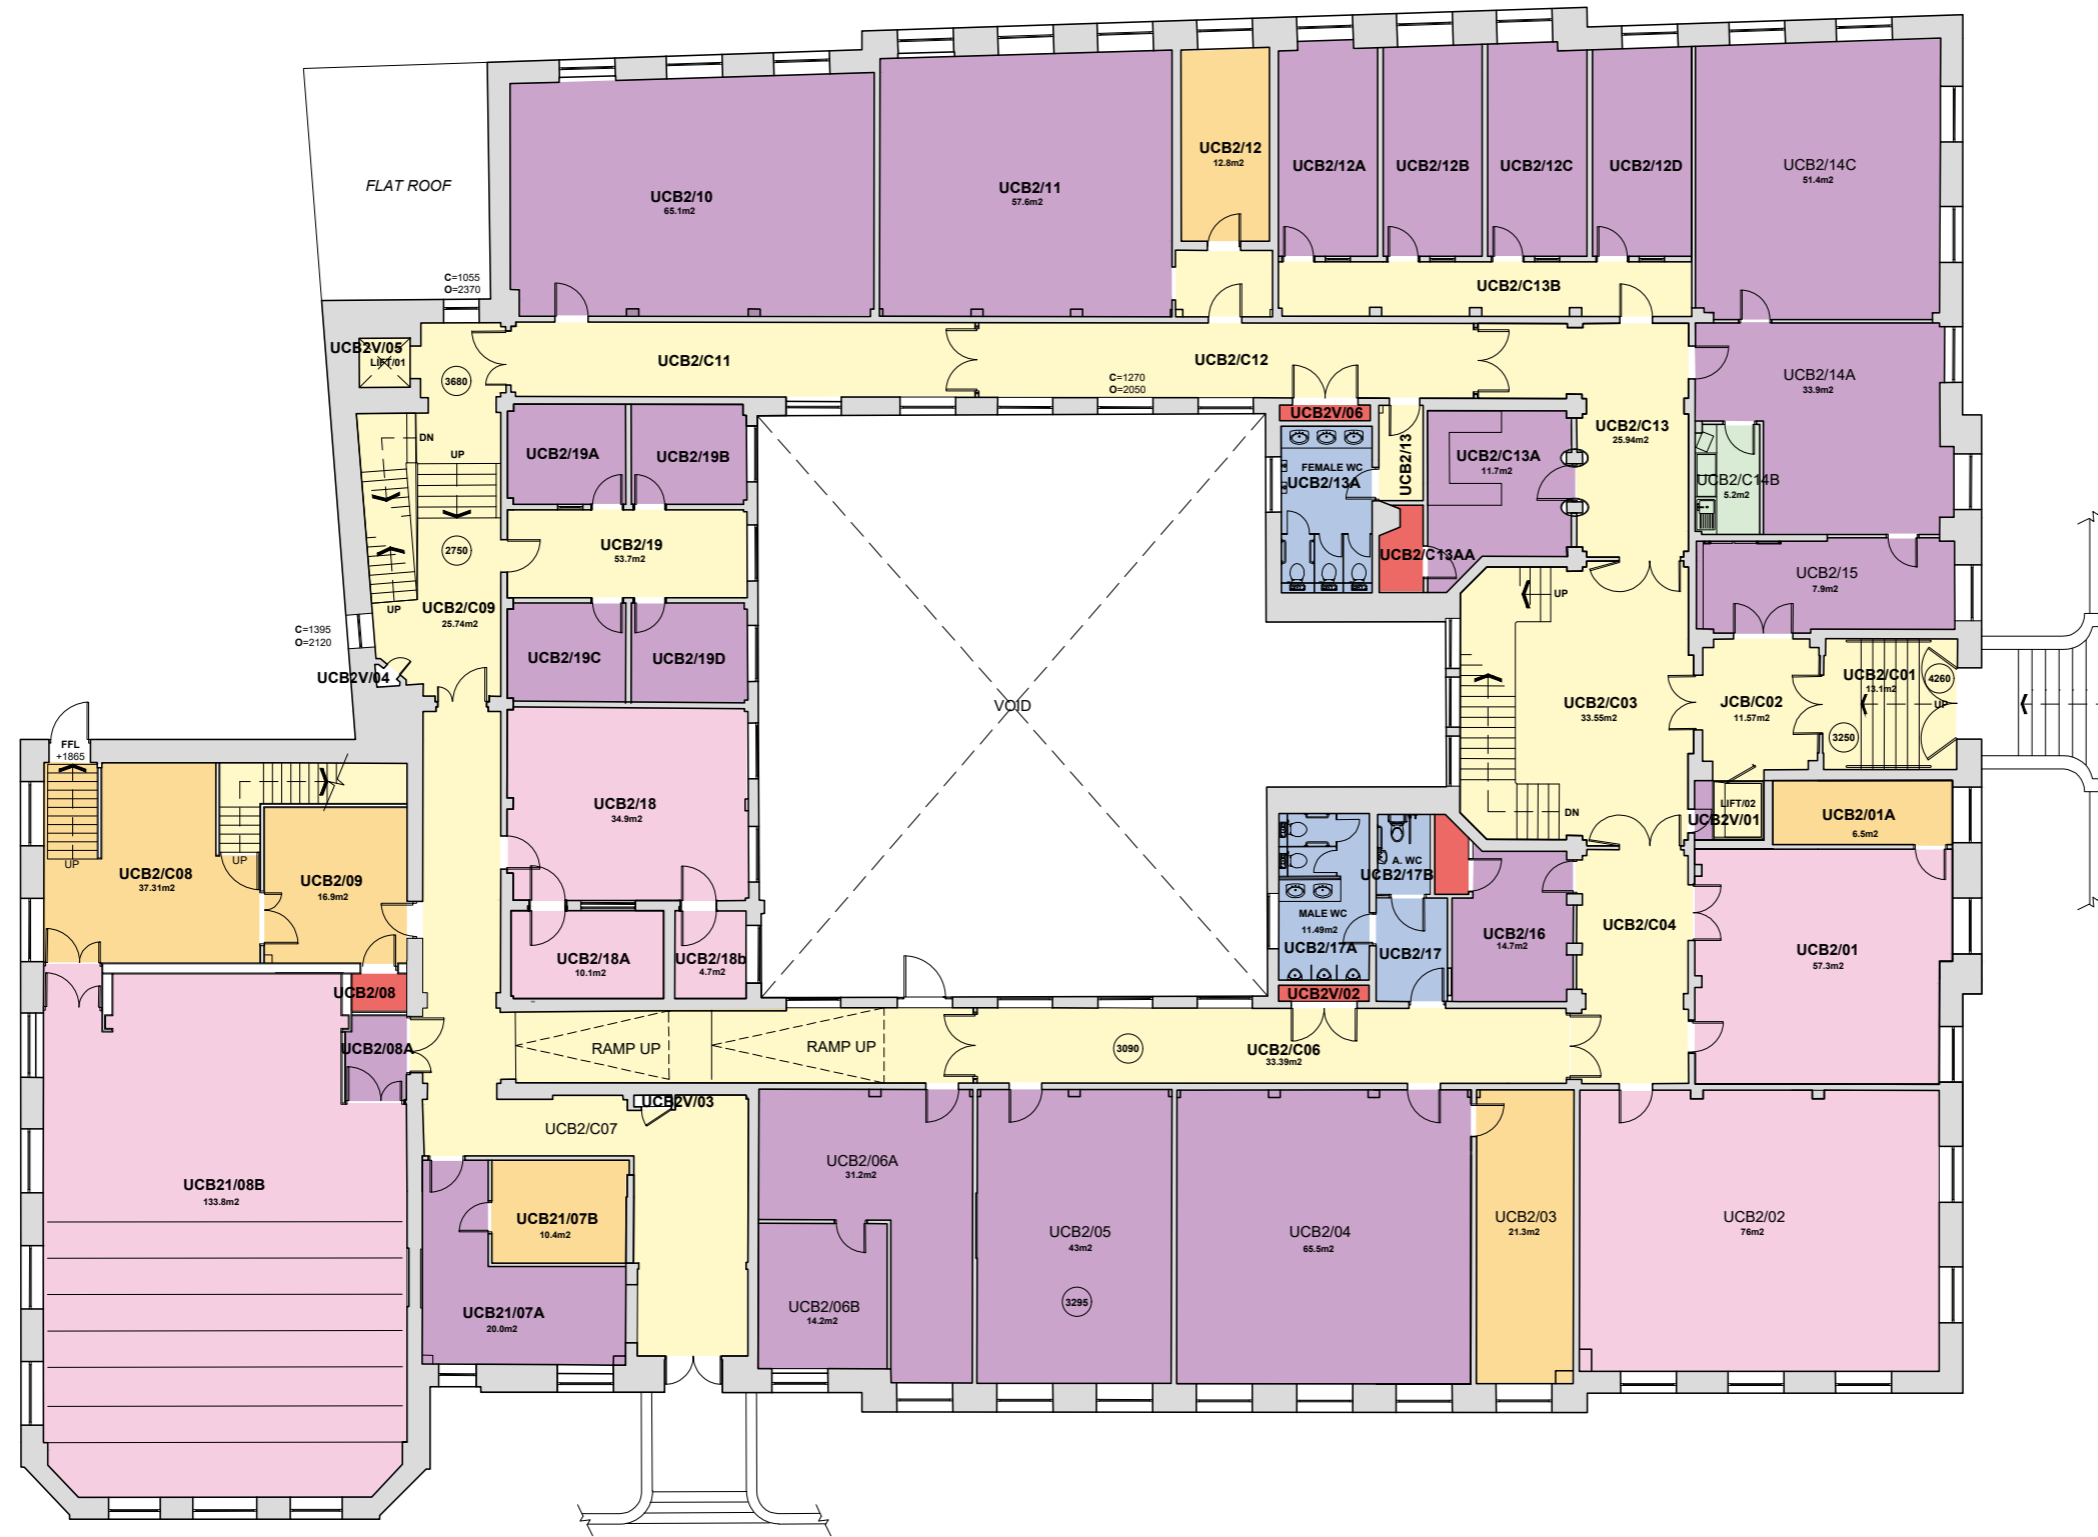 FLAT ROOF
C=1055
O=2370
UCB2/10
65.1m2
UCB2/11
57.6m2
UCB2/12
12.8m2
UCB2/12A
UCB2/12B
UCB2/12C
UCB2/12D
UCB2/14C
51.4m2
UCB2/C13B
UCB2V/05
LIFT/01
3680
UCB2/C11
UCB2/C12
C=1270
O=2050
UCB2/14A
33.9m2
UCB2V/06
UCB2/13
UCB2/C13
25.94m2
DN
UP
UCB2/19A
UCB2/19B
FEMALE WC
UCB2/13A
UCB2/C13A
11.7m2
UCB2/C14B
5.2m2
2750
UCB2/19
53.7m2
UCB2/C13AA
UCB2/15
7.9m2
UP
UCB2/C09
25.74m2
UP
C=1395
O=2120
UCB2/19C
UCB2/19D
UCB2V/04
UCB2/C03
33.55m2
JCB/C02
11.57m2
UCB2/C01
13.1m2
4260
UP
3250
VOID
FFL
+1865
UCB2/18
34.9m2
DN
LIFT/02
UCB2V/01
UCB2/01A
6.5m2
UP
UP
UCB2/C08
37.31m2
UCB2/09
16.9m2
A. WC
UCB2/17B
MALE WC
11.49m2
UCB2/17A
UCB2/17
UCB2/16
14.7m2
UCB2/C04
UCB2/01
57.3m2
UCB2/18A
10.1m2
UCB2/18b
4.7m2
UCB2/08
UCB2V/02
UCB2/08A
RAMP UP
RAMP UP
3090
UCB2/C06
33.39m2
UCB2V/03
UCB2/C07
UCB2/06A
31.2m2
UCB21/08B
133.8m2
UCB21/07B
10.4m2
UCB2/05
43m2
UCB2/04
65.5m2
UCB2/03
21.3m2
UCB2/02
76m2
UCB21/07A
20.0m2
UCB2/06B
14.2m2
3295